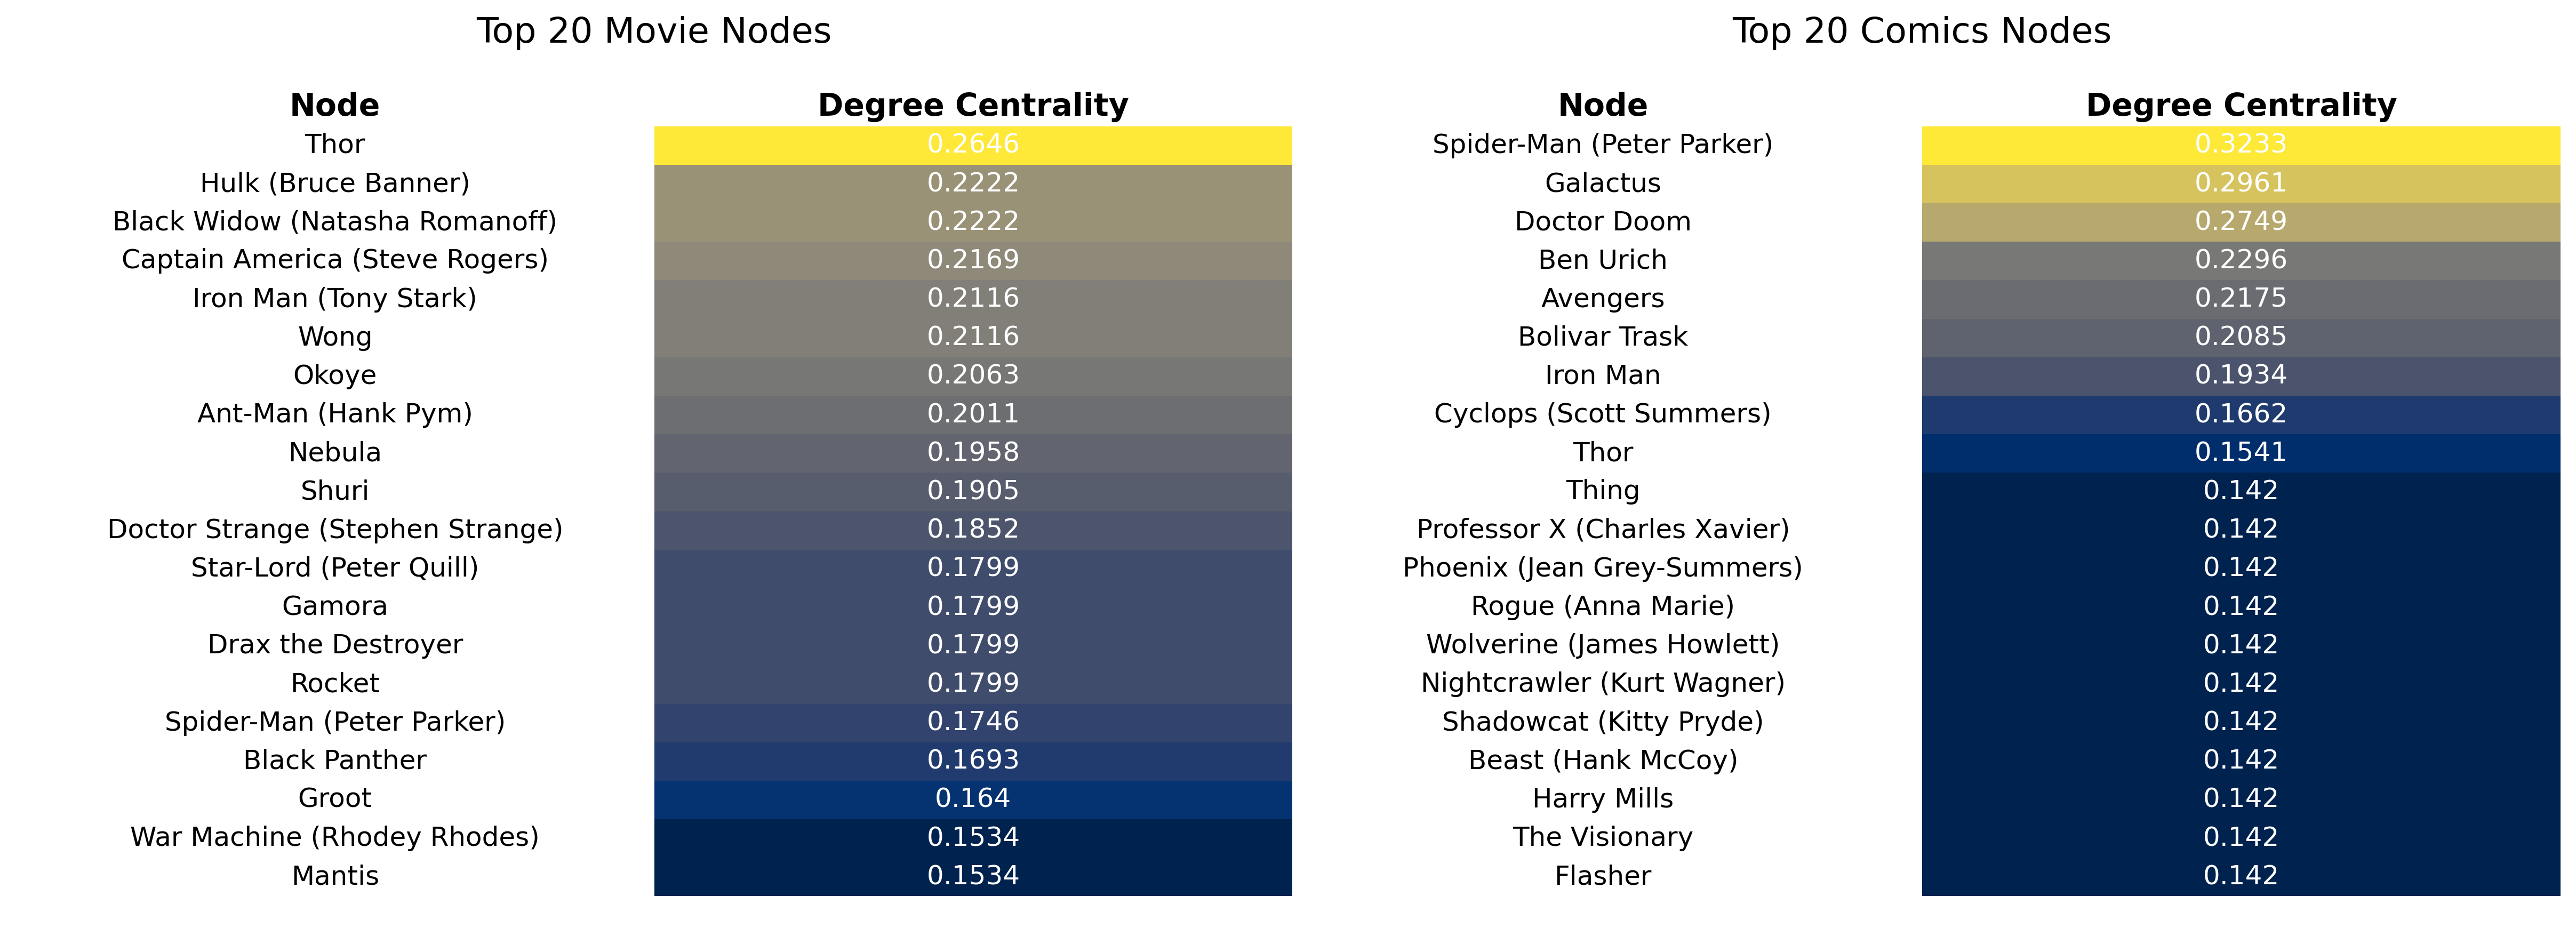 Top 20 Movie Nodes
Node Degree Centrality
Thor 0.2646
Hulk (Bruce Banner) 0.2222
Black Widow (Natasha Romanoff) 0.2222
Captain America (Steve Rogers) 0.2169
Iron Man (Tony Stark) 0.2116
Wong 0.2116
Okoye 0.2063
Ant-Man (Hank Pym) 0.2011
Nebula 0.1958
Shuri 0.1905
Doctor Strange (Stephen Strange) 0.1852
Star-Lord (Peter Quill) 0.1799
Gamora 0.1799
Drax the Destroyer 0.1799
Rocket 0.1799
Spider-Man (Peter Parker) 0.1746
Black Panther 0.1693
Groot 0.164
War Machine (Rhodey Rhodes) 0.1534
Mantis 0.1534
Top 20 Comics Nodes
Node Degree Centrality
Spider-Man (Peter Parker) 0.3233
Galactus 0.2961
Doctor Doom 0.2749
Ben Urich 0.2296
Avengers 0.2175
Bolivar Trask 0.2085
Iron Man 0.1934
Cyclops (Scott Summers) 0.1662
Thor 0.1541
Thing 0.142
Professor X (Charles Xavier) 0.142
Phoenix (Jean Grey-Summers) 0.142
Rogue (Anna Marie) 0.142
Wolverine (James Howlett) 0.142
Nightcrawler (Kurt Wagner) 0.142
Shadowcat (Kitty Pryde) 0.142
Beast (Hank McCoy) 0.142
Harry Mills 0.142
The Visionary 0.142
Flasher 0.142